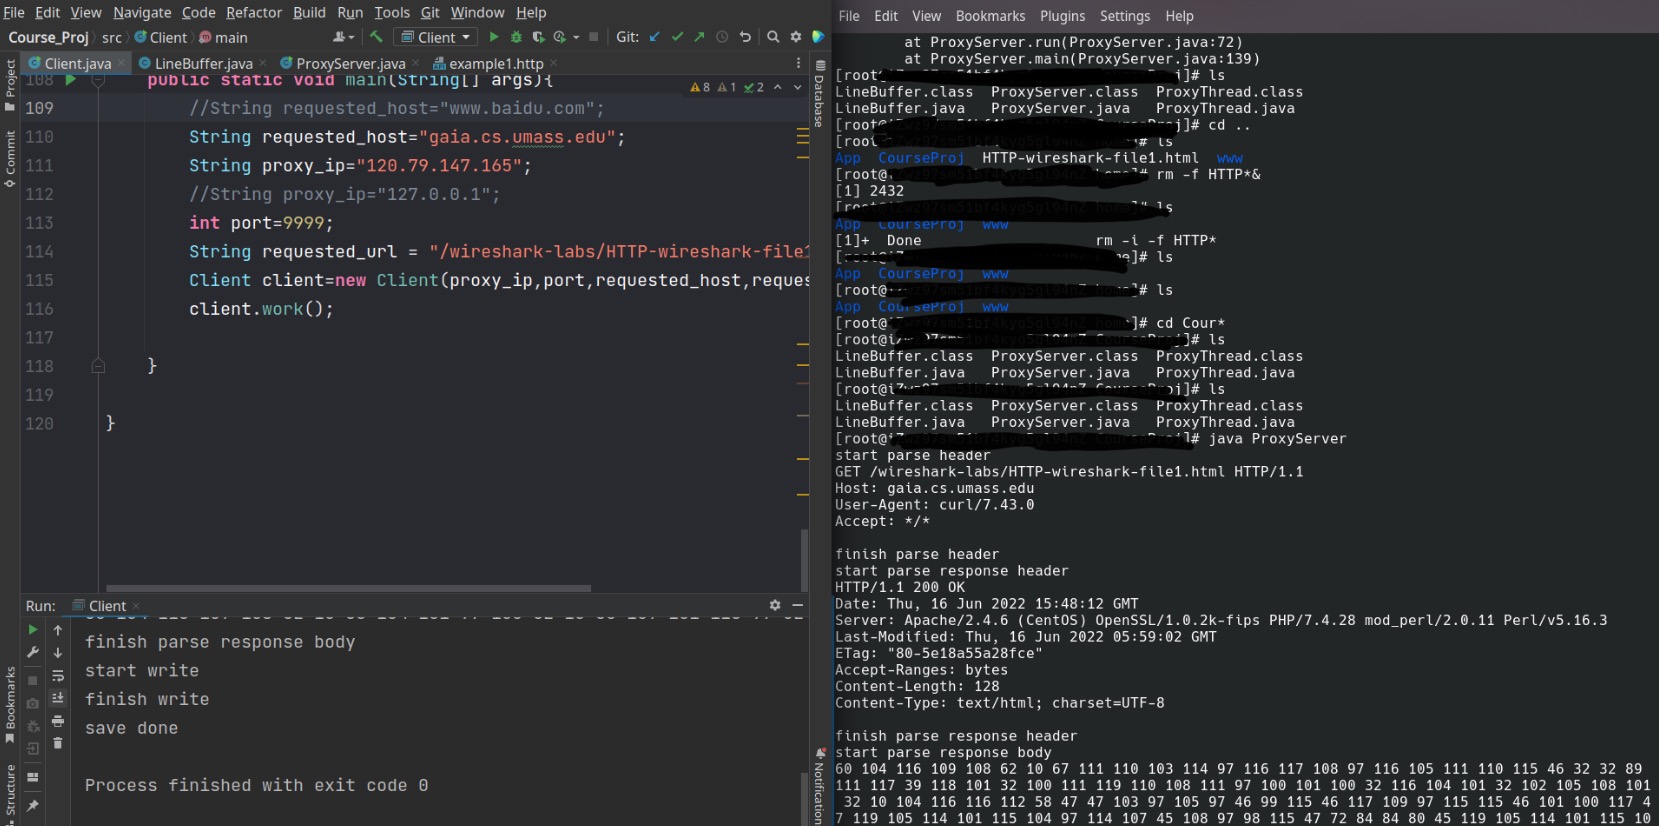 File Edit View Navigate Code Refactor Build Run Tools Git Window Help
Course_Proj src Client main
Client
Git:
Client.java LineBuffer.java ProxyServer.java example1.http
Project
Commit
Bookmarks
Structure
Database
Notification
8 1 2
108 public static void main(String[] args){
109 //String requested_host="www.baidu.com";
110 String requested_host="gaia.cs.umass.edu";
111 String proxy_ip="120.79.147.165";
112 //String proxy_ip="127.0.0.1";
113 int port=9999;
114 String requested_url = "/wireshark-labs/HTTP-wireshark-file1
115 Client client=new Client(proxy_ip,port,requested_host,reques
116 client.work();
117
118 }
119
120 }
Run: Client
finish parse response body
start write
finish write
save done
Process finished with exit code 0
File Edit View Bookmarks Plugins Settings Help
at ProxyServer.run(ProxyServer.java:72)
at ProxyServer.main(ProxyServer.java:139)
[root@ ]# ls
LineBuffer.class ProxyServer.class ProxyThread.class
LineBuffer.java ProxyServer.java ProxyThread.java
[root@ ]# cd ..
[root@ ls
App CourseProj HTTP-wireshark-file1.html www
[root@ rm -f HTTP*&
[1] 2432
ls
App CourseProj www
[1]+ Done rm -i -f HTTP*
]# ls
App CourseProj www
[root@ ]# ls
App CourseProj www
[root@ ]# cd Cour*
[root@ ]# ls
LineBuffer.class ProxyServer.class ProxyThread.class
LineBuffer.java ProxyServer.java ProxyThread.java
[root@ ]# ls
LineBuffer.class ProxyServer.class ProxyThread.class
LineBuffer.java ProxyServer.java ProxyThread.java
[root@ ]# java ProxyServer
start parse header
GET /wireshark-labs/HTTP-wireshark-file1.html HTTP/1.1
Host: gaia.cs.umass.edu
User-Agent: curl/7.43.0
Accept: */*
finish parse header
start parse response header
HTTP/1.1 200 OK
Date: Thu, 16 Jun 2022 15:48:12 GMT
Server: Apache/2.4.6 (CentOS) OpenSSL/1.0.2k-fips PHP/7.4.28 mod_perl/2.0.11 Perl/v5.16.3
Last-Modified: Thu, 16 Jun 2022 05:59:02 GMT
ETag: "80-5e18a55a28fce"
Accept-Ranges: bytes
Content-Length: 128
Content-Type: text/html; charset=UTF-8
finish parse response header
start parse response body
60 104 116 109 108 62 10 67 111 110 103 114 97 116 117 108 97 116 105 111 110 115 46 32 32 89
111 117 39 118 101 32 100 111 119 110 108 111 97 100 101 100 32 116 104 101 32 102 105 108 101
32 10 104 116 116 112 58 47 47 103 97 105 97 46 99 115 46 117 109 97 115 115 46 101 100 117 4
7 119 105 114 101 115 104 97 114 107 45 108 97 98 115 47 72 84 84 80 45 119 105 114 101 115 10